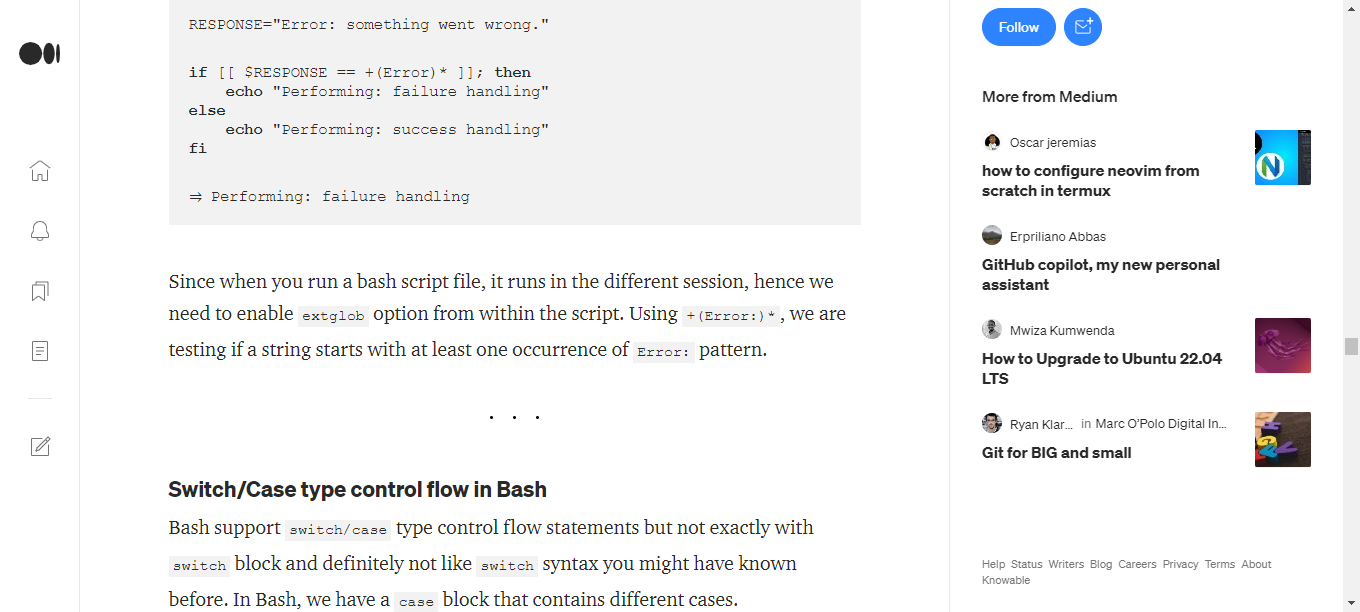 RESPONSE="Error: something went wrong."
if [[ $RESPONSE == +(Error)* ]]; then
echo "Performing: failure handling"
else
echo "Performing: success handling"
fi
⇒ Performing: failure handling
Since when you run a bash script file, it runs in the different session, hence we
need to enable extglob option from within the script. Using +(Error:)*, we are
testing if a string starts with at least one occurrence of Error: pattern.
. . .
Switch/Case type control flow in Bash
Bash support switch/case type control flow statements but not exactly with
switch block and definitely not like switch syntax you might have known
before. In Bash, we have a case block that contains different cases.
Follow
More from Medium
Oscar jeremias
how to configure neovim from
scratch in termux
Erpriliano Abbas
GitHub copilot, my new personal
assistant
Mwiza Kumwenda
How to Upgrade to Ubuntu 22.04
LTS
Ryan Klar... in Marc O'Polo Digital In...
Git for BIG and small
Help Status Writers Blog Careers Privacy Terms About
Knowable